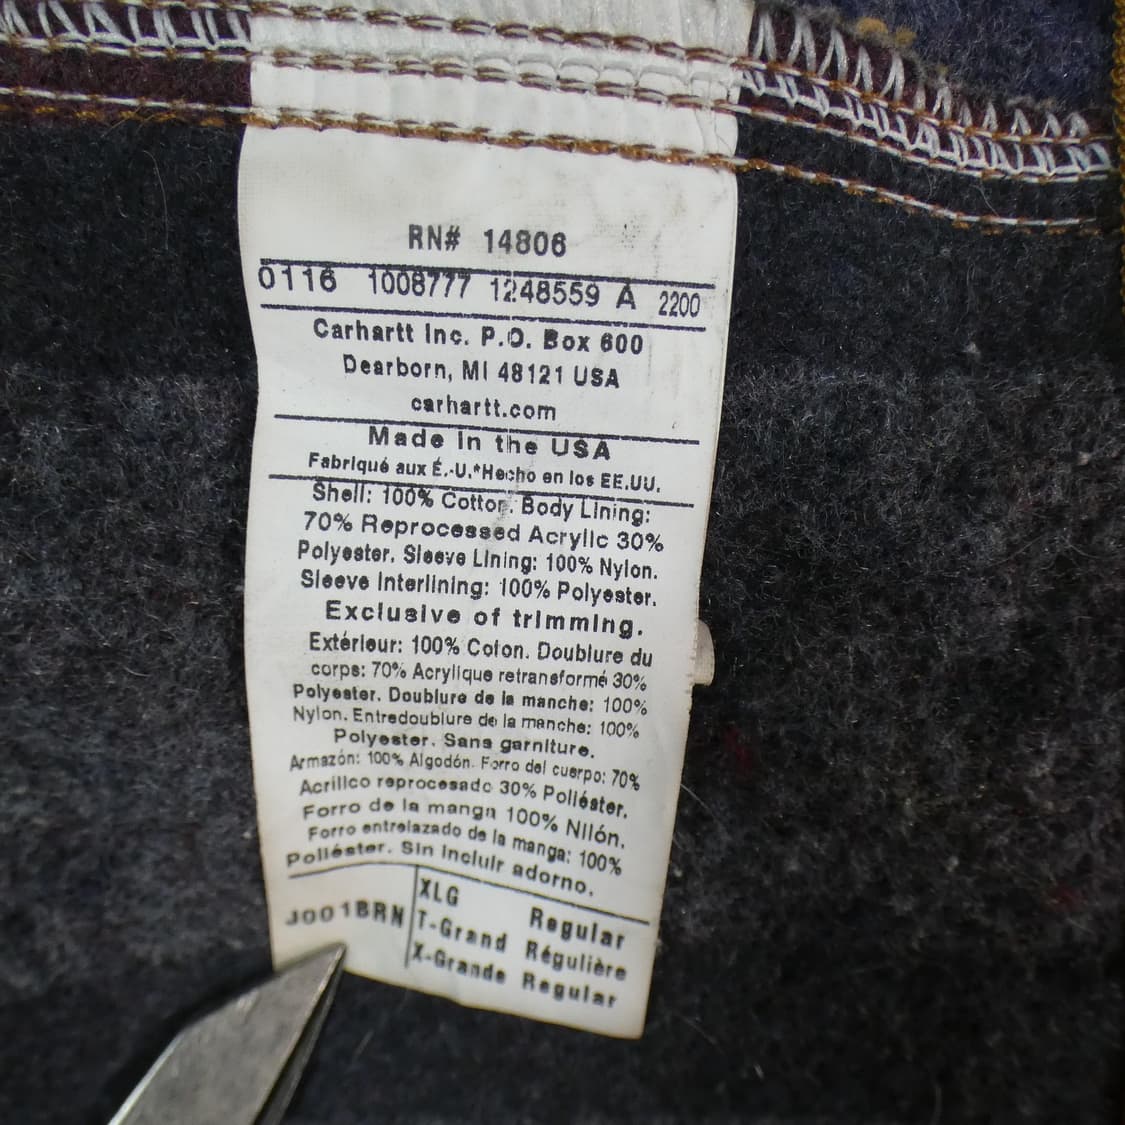 RN# 14806
0116 1008777 1248559 A 2200
Carhartt Inc. P.O. Box 600
Dearborn, MI 48121 USA
carhartt.com
Made in the USA
Fabriqué aux É.-U.*Hecho en los EE.UU.
Shell: 100% Cotton. Body Lining:
70% Reprocessed Acrylic 30%
Polyester. Sleeve Lining: 100% Nylon.
Sleeve Interlining: 100% Polyester.
Exclusive of trimming.
Extérieur: 100% Coton. Doublure du
corps: 70% Acrylique retransformé 30%
Polyester. Doublure de la manche: 100%
Nylon. Entredoublure de la manche: 100%
Polyester. Sans garniture.
Armazón: 100% Algodón. Forro del cuerpo: 70%
Acrílico reprocesado 30% Poliéster.
Forro de la manga 100% Nilón.
Forro entrelazado de la manga: 100%
Poliéster. Sin incluir adorno.
J001BRN
XLG Regular
T-Grand Régulière
X-Grande Regular